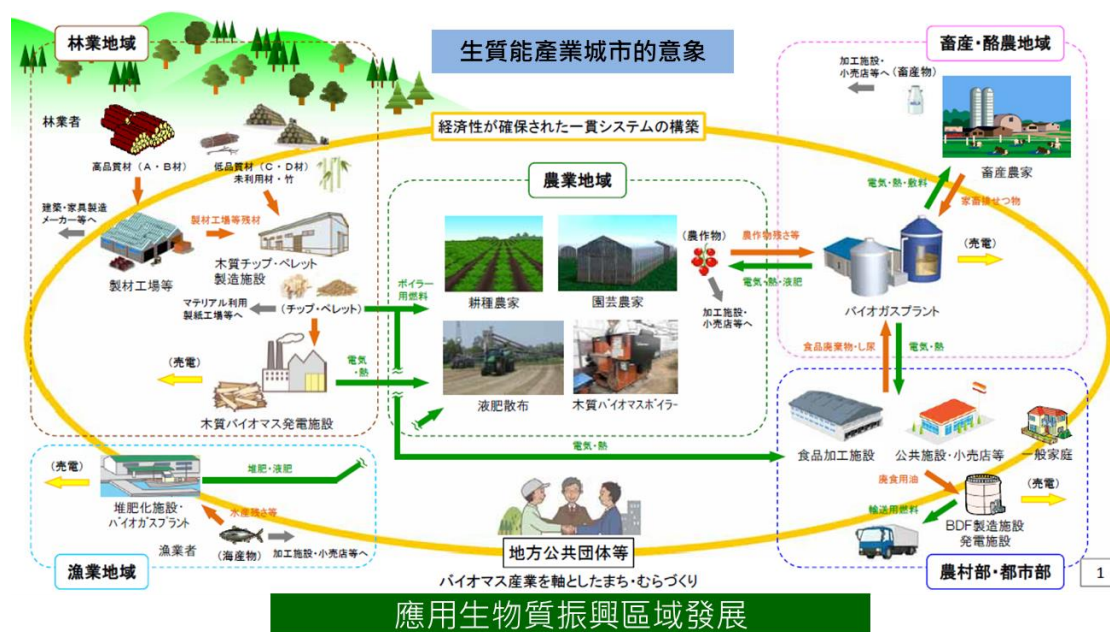 生質能產業城市的意象
林業地域
林業者
高品質材(A・B材)
低品質材(C・D材)
未利用材・竹
建築・家具製造
メーカー等へ
製材工場等残材
製材工場等
木質チップ・ペレット
製造施設
マテリアル利用
製紙工場等へ
(チップ・ペレット)
(売電)
木質バイオマス発電施設
ボイラー
用燃料
電気
・熱
経済性が確保された一貫システムの構築
農業地域
耕種農家
園芸農家
液肥散布
木質バイオマスボイラー
(農作物)
農作物残さ等
電気・熱・液肥
加工施設・
小売店等へ
畜産・酪農地域
加工施設・
小売店等へ
(畜産物)
畜産農家
電気・熱・敷料
家畜排せつ物
(売電)
バイオガスプラント
食品廃棄物・し尿
電気・熱
電気・熱
食品加工施設
公共施設・小売店等
一般家庭
廃食用油
輸送用燃料
(売電)
BDF製造施設
発電施設
農村部・都市部
(売電)
堆肥・液肥
堆肥化施設・
バイオガスプラント
水産残さ等
漁業者
(海産物)
加工施設・小売店等へ
漁業地域
地方公共団体等
バイオマス産業を軸としたまち・むらづくり
1
應用生物質振興區域發展